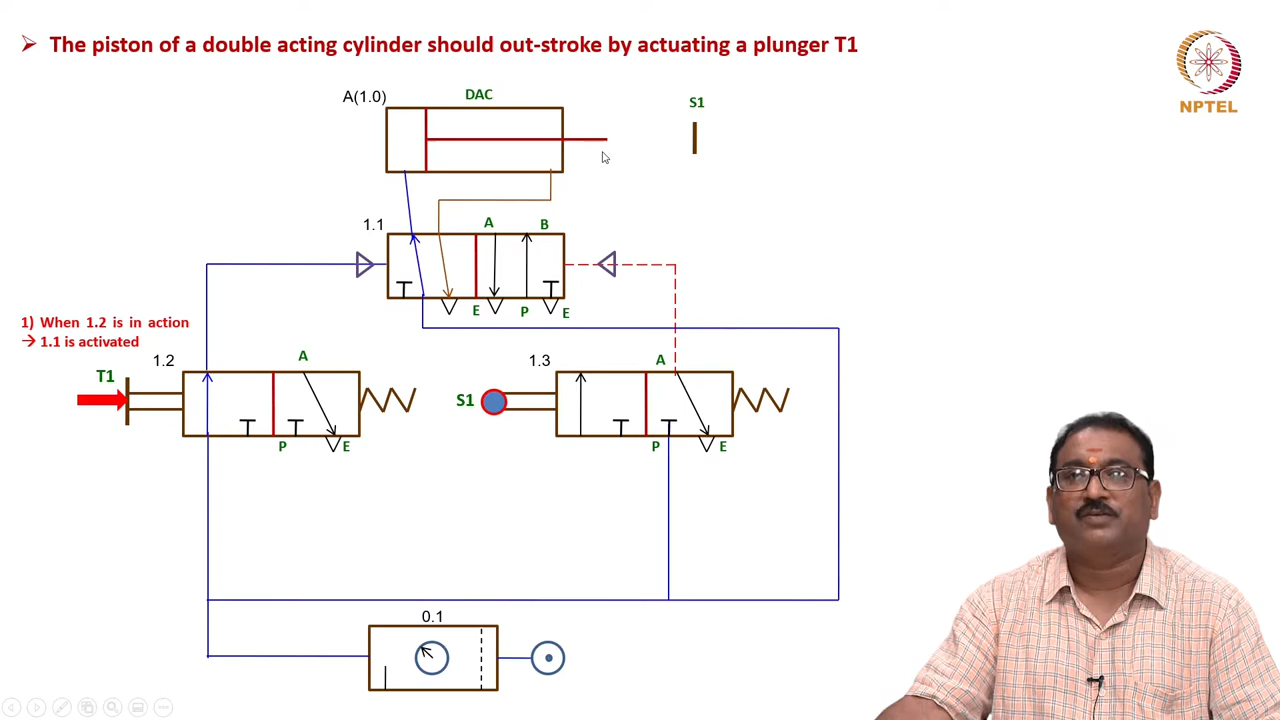 ➢ The piston of a double acting cylinder should out-stroke by actuating a plunger T1
NPTEL
A(1.0)
DAC
S1
1.1
A
B
E
P
E
1) When 1.2 is in action
→ 1.1 is activated
1.2
A
T1
P
E
1.3
A
S1
P
E
0.1